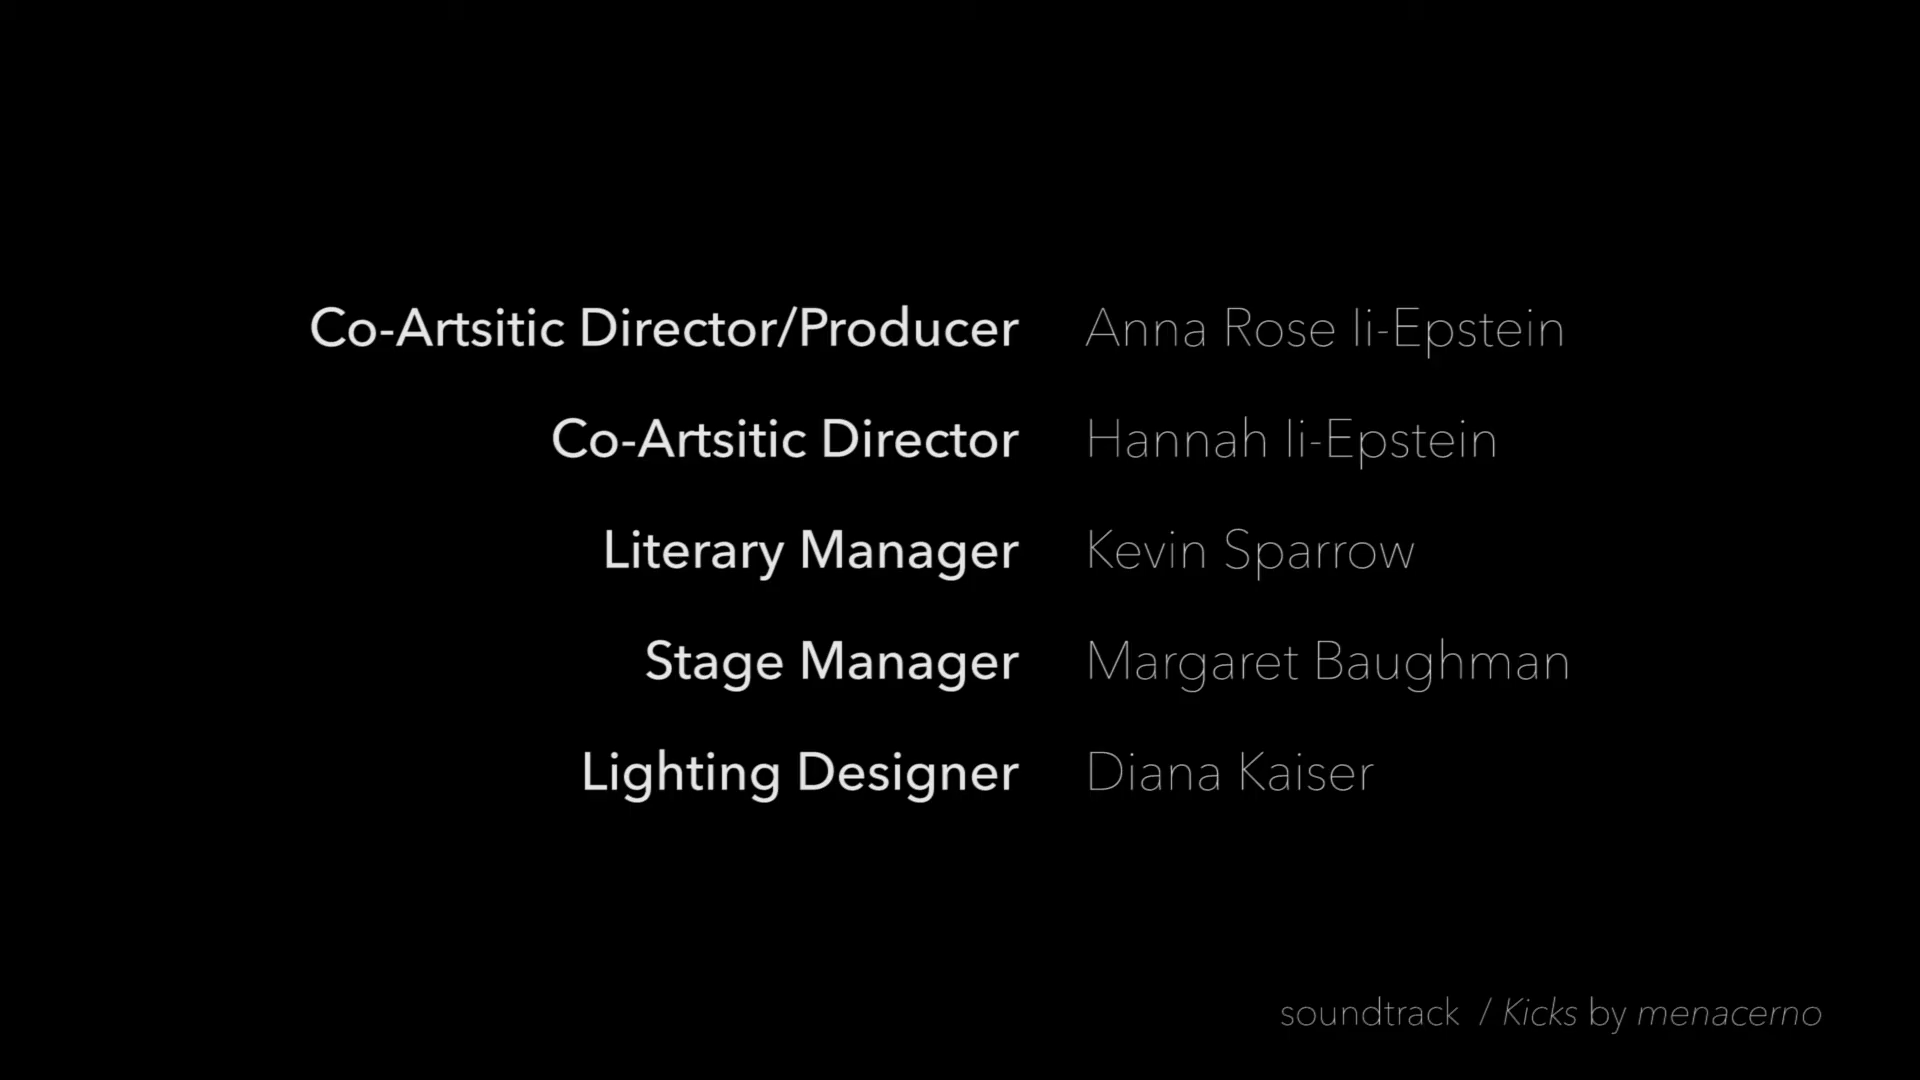 Co-Artsitic Director/Producer Anna Rose Ii-Epstein
Co-Artsitic Director Hannah Ii-Epstein
Literary Manager Kevin Sparrow
Stage Manager Margaret Baughman
Lighting Designer Diana Kaiser
soundtrack / Kicks by menacerno